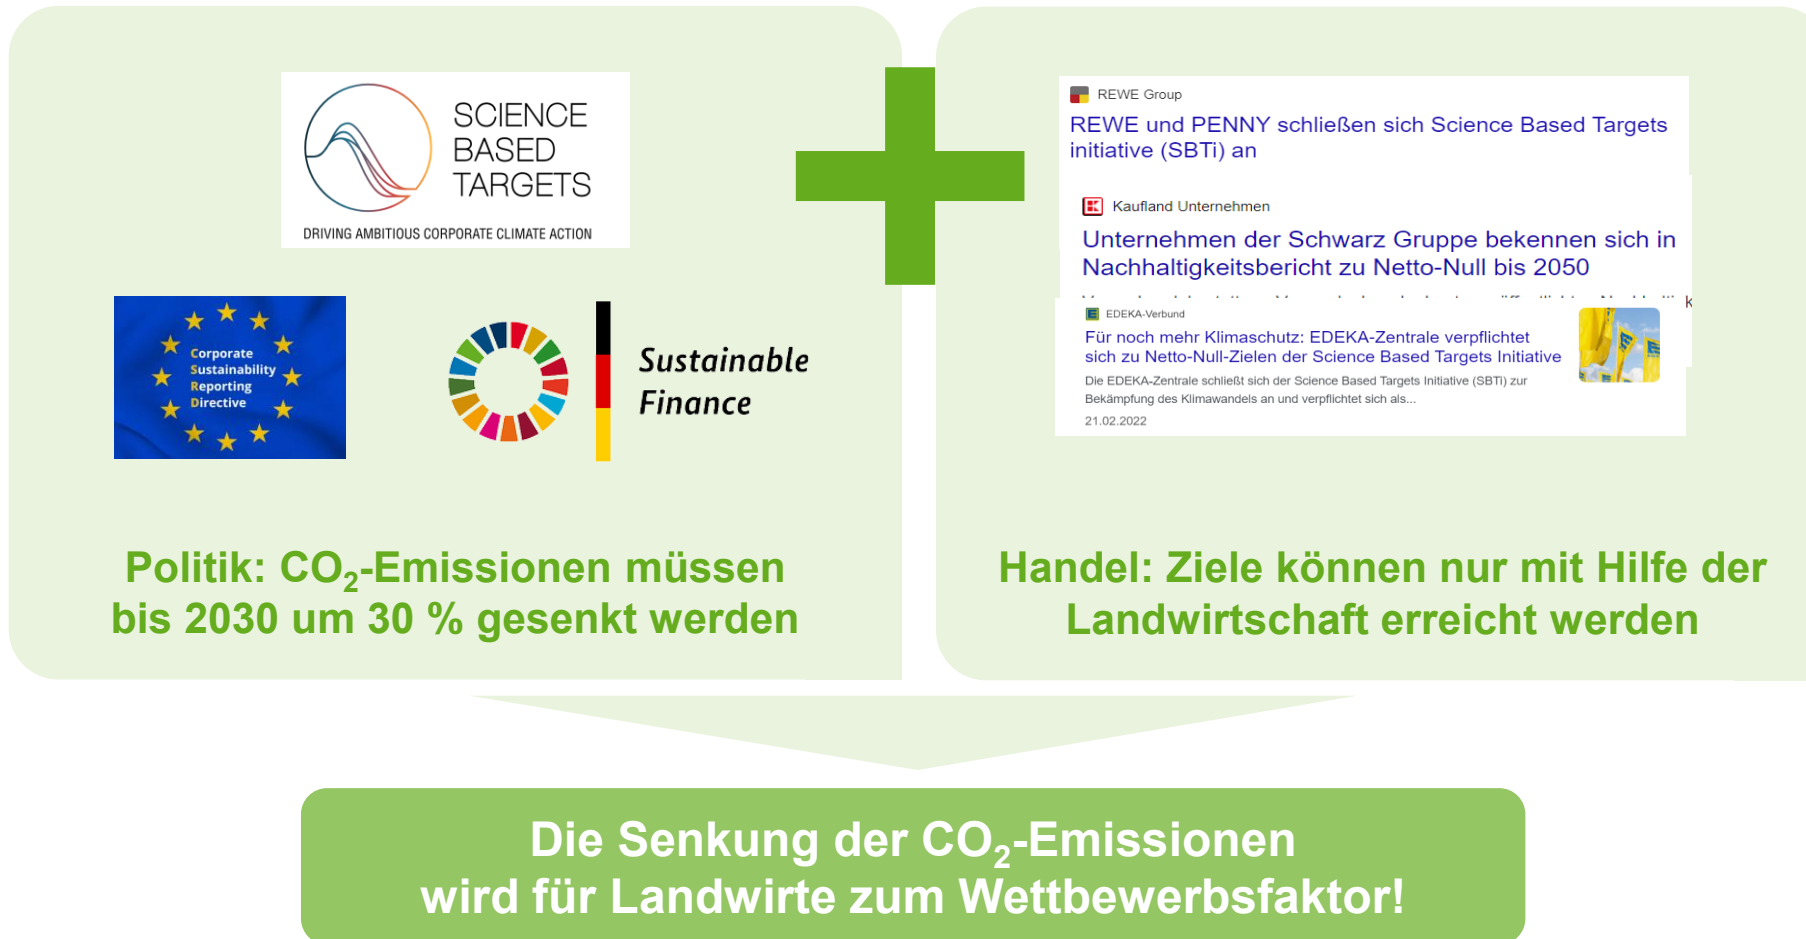 SCIENCE
BASED
TARGETS
DRIVING AMBITIOUS CORPORATE CLIMATE ACTION
Corporate
Sustainability
Reporting
Directive
Sustainable
Finance
Politik: CO₂-Emissionen müssen
bis 2030 um 30 % gesenkt werden
REWE Group
REWE und PENNY schließen sich Science Based Targets
initiative (SBTi) an
Kaufland Unternehmen
Unternehmen der Schwarz Gruppe bekennen sich in
Nachhaltigkeitsbericht zu Netto-Null bis 2050
EDEKA-Verbund
Für noch mehr Klimaschutz: EDEKA-Zentrale verpflichtet
sich zu Netto-Null-Zielen der Science Based Targets Initiative
Die EDEKA-Zentrale schließt sich der Science Based Targets Initiative (SBTi) zur
Bekämpfung des Klimawandels an und verpflichtet sich als...
21.02.2022
Handel: Ziele können nur mit Hilfe der
Landwirtschaft erreicht werden
Die Senkung der CO₂-Emissionen
wird für Landwirte zum Wettbewerbsfaktor!